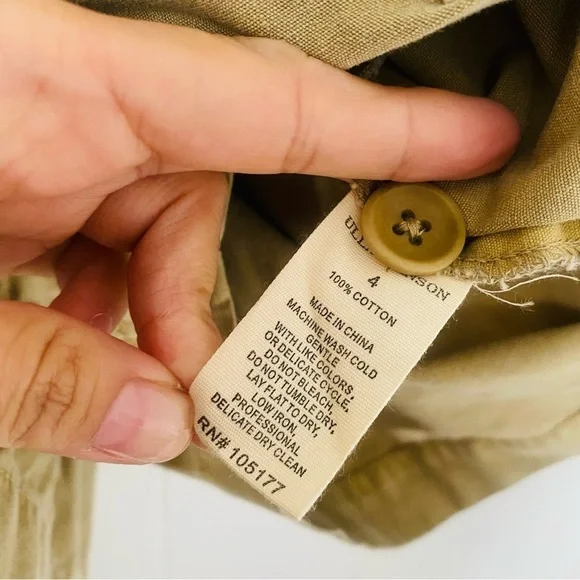 4
100% COTTON
MADE IN CHINA
MACHINE WASH COLD
GENTLE
WITH LIKE COLORS,
OR DELICATE CYCLE,
DO NOT BLEACH,
DO NOT TUMBLE DRY,
LAY FLAT TO DRY,
LOW IRON,
PROFESSIONAL
DELICATE DRY CLEAN
RN# 105177